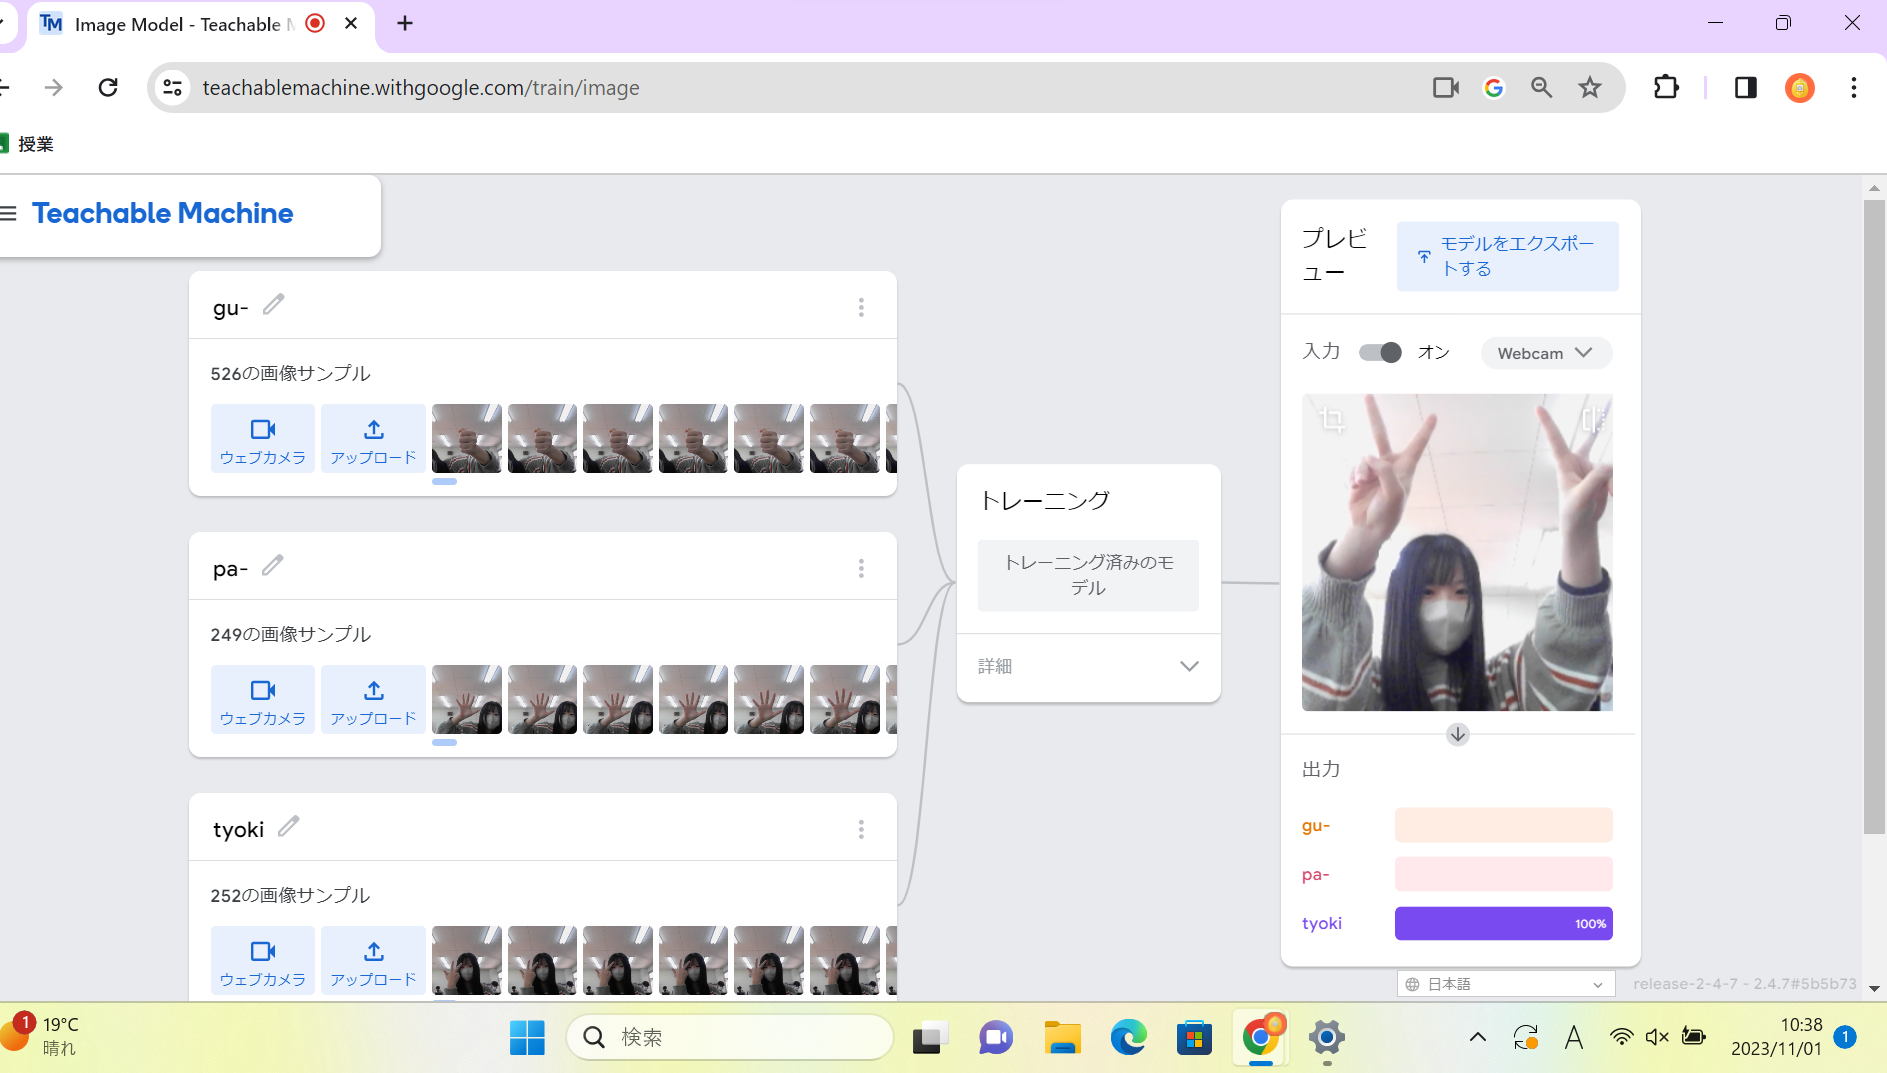 Image Model - Teachable
teachablemachine.withgoogle.com/train/image
授業
Teachable Machine
gu-
526の画像サンプル
ウェブカメラ
アップロード
pa-
249の画像サンプル
ウェブカメラ
アップロード
tyoki
252の画像サンプル
ウェブカメラ
アップロード
トレーニング
トレーニング済みのモ
デル
詳細
プレビ
ュー
モデルをエクスポー
トする
入力
オン
Webcam
出力
gu-
pa-
tyoki
100%
日本語
release-2-4-7 - 2.4.7#5b5b73
1
19°C
晴れ
検索
A
10:38
2023/11/01
1